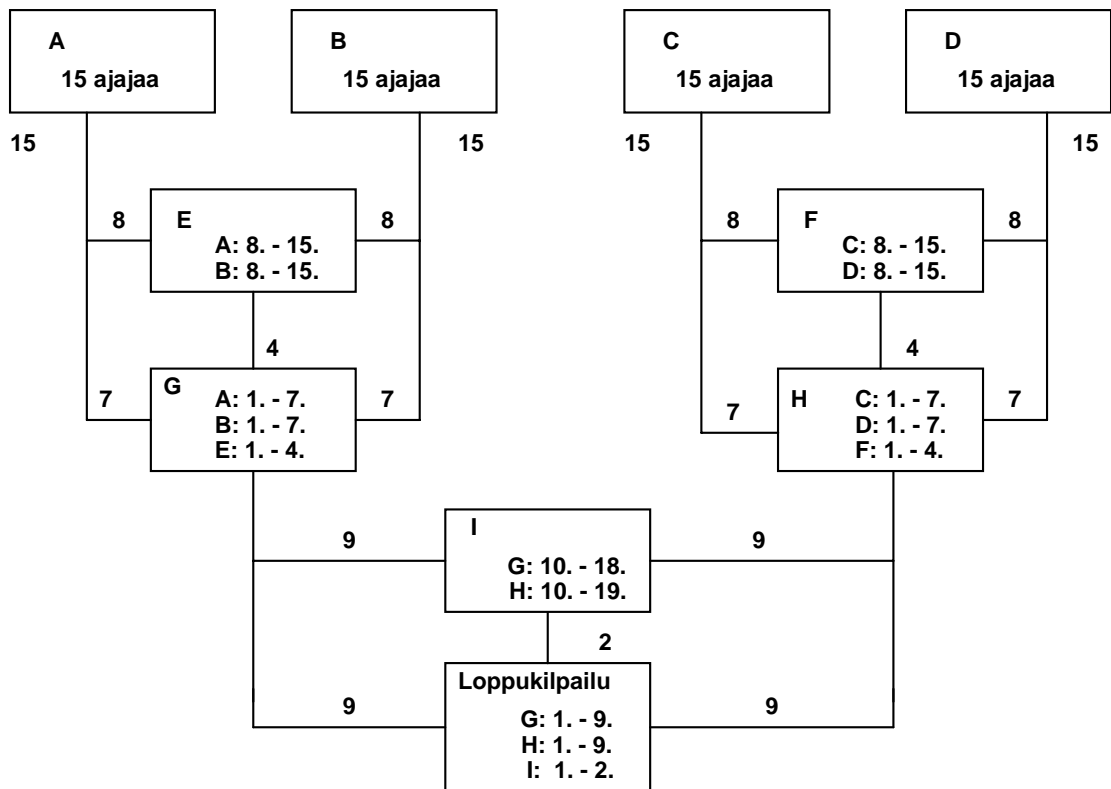 A
15 ajajaa
B
15 ajajaa
C
15 ajajaa
D
15 ajajaa
15
15
15
15
8
E
A: 8. - 15.
B: 8. - 15.
8
8
F
C: 8. - 15.
D: 8. - 15.
8
4
4
7
G
A: 1. - 7.
B: 1. - 7.
E: 1. - 4.
7
7
H
C: 1. - 7.
D: 1. - 7.
F: 1. - 4.
7
9
I
G: 10. - 18.
H: 10. - 19.
9
2
9
Loppukilpailu
G: 1. - 9.
H: 1. - 9.
I: 1. - 2.
9